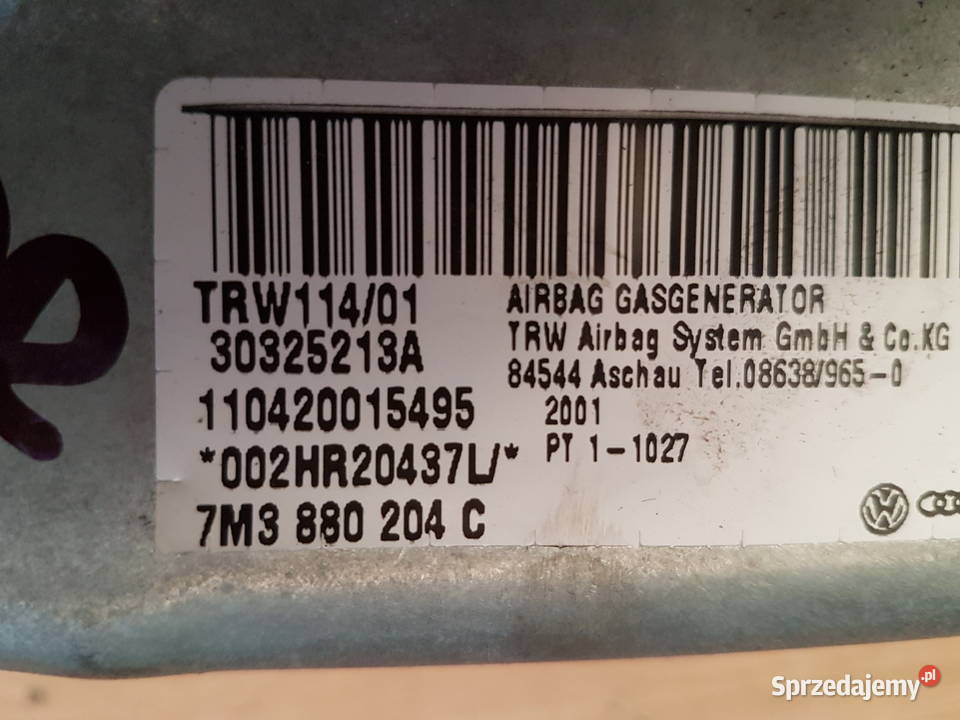 TRW114/01
30325213A
110420015495
*002HR20437L/*
7M3 880 204 C
AIRBAG GASGENERATOR
TRW Airbag System GmbH & Co.KG
84544 Aschau Tel.08638/965-0
2001
PT 1-1027
Sprzedajemy.pl